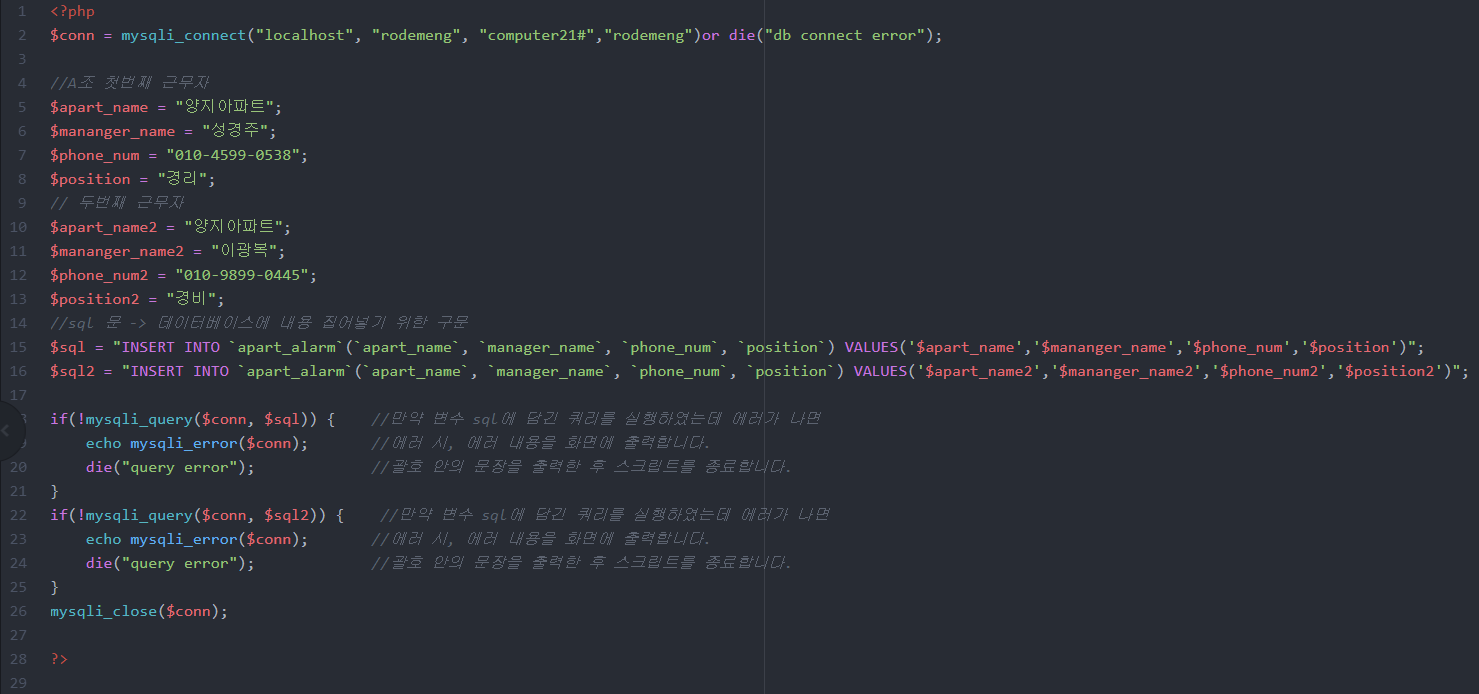 1 <?php
2 $conn = mysqli_connect("localhost", "rodemeng", "computer21#","rodemeng")or die("db connect error");
3
4 //A조 첫번째 근무자
5 $apart_name = "양지아파트";
6 $mananger_name = "성경주";
7 $phone_num = "010-4599-0538";
8 $position = "경리";
9 // 두번째 근무자
10 $apart_name2 = "양지아파트";
11 $mananger_name2 = "이광복";
12 $phone_num2 = "010-9899-0445";
13 $position2 = "경비";
14 //sql 문 -> 데이터베이스에 내용 집어넣기 위한 구문
15 $sql = "INSERT INTO `apart_alarm`(`apart_name`, `manager_name`, `phone_num`, `position`) VALUES('$apart_name','$mananger_name','$phone_num','$position')";
16 $sql2 = "INSERT INTO `apart_alarm`(`apart_name`, `manager_name`, `phone_num`, `position`) VALUES('$apart_name2','$mananger_name2','$phone_num2','$position2')";
17
if(!mysqli_query($conn, $sql)) { //만약 변수 sql에 담긴 쿼리를 실행하였는데 에러가 나면
echo mysqli_error($conn); //에러 시, 에러 내용을 화면에 출력합니다.
20 die("query error"); //괄호 안의 문장을 출력한 후 스크립트를 종료합니다.
21 }
22 if(!mysqli_query($conn, $sql2)) { //만약 변수 sql에 담긴 쿼리를 실행하였는데 에러가 나면
23 echo mysqli_error($conn); //에러 시, 에러 내용을 화면에 출력합니다.
24 die("query error"); //괄호 안의 문장을 출력한 후 스크립트를 종료합니다.
25 }
26 mysqli_close($conn);
27
28 ?>
29